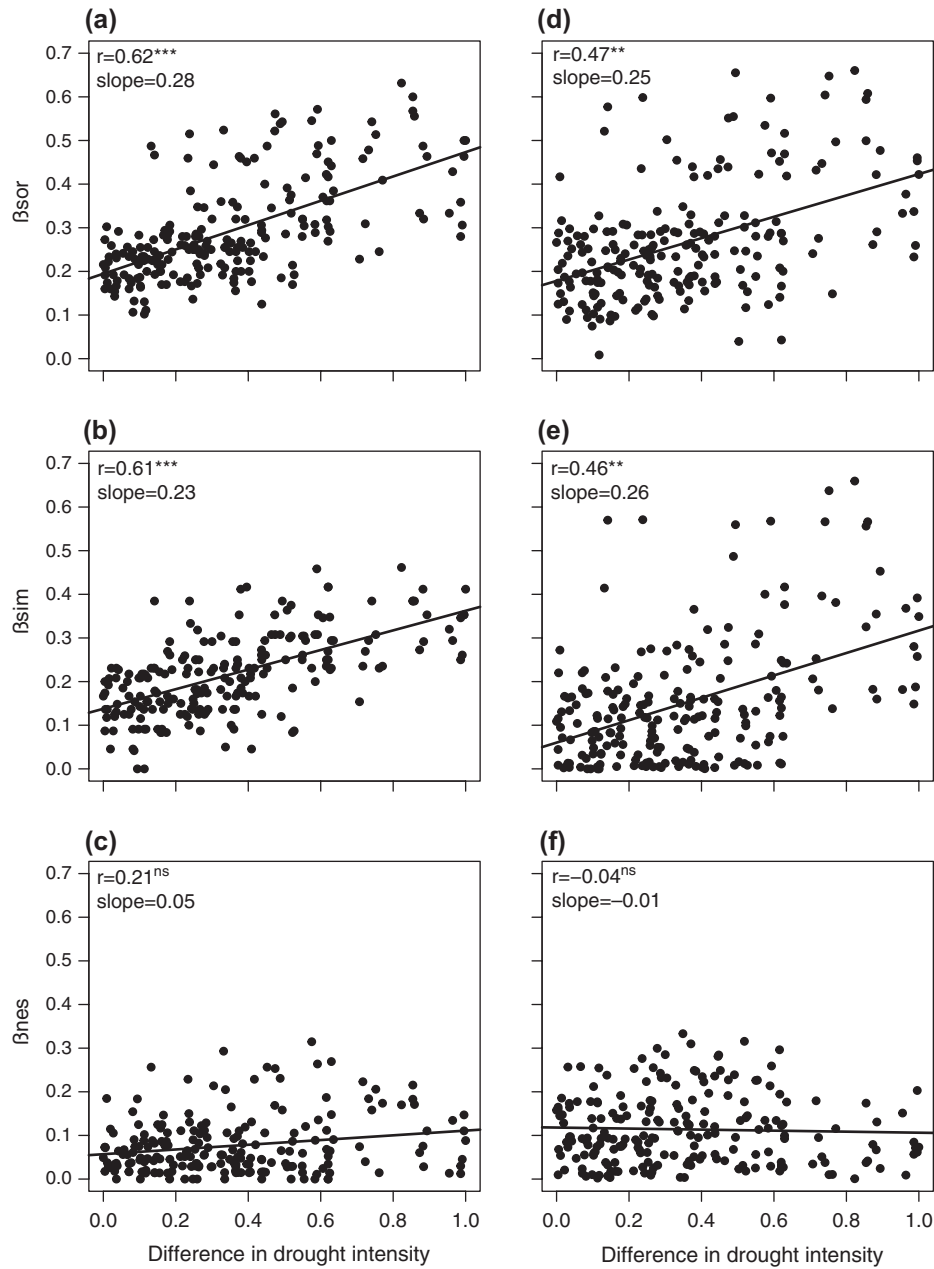 (a)
r=0.62***
slope=0.28
0.7
0.6
0.5
0.4
0.3
0.2
0.1
0.0
ßsor
(d)
r=0.47**
slope=0.25
(b)
r=0.61***
slope=0.23
0.7
0.6
0.5
0.4
0.3
0.2
0.1
0.0
ßsim
(e)
r=0.46**
slope=0.26
(c)
r=0.21ns
slope=0.05
0.7
0.6
0.5
0.4
0.3
0.2
0.1
0.0
ßnes
0.0 0.2 0.4 0.6 0.8 1.0
Difference in drought intensity
(f)
r=−0.04ns
slope=−0.01
0.0 0.2 0.4 0.6 0.8 1.0
Difference in drought intensity